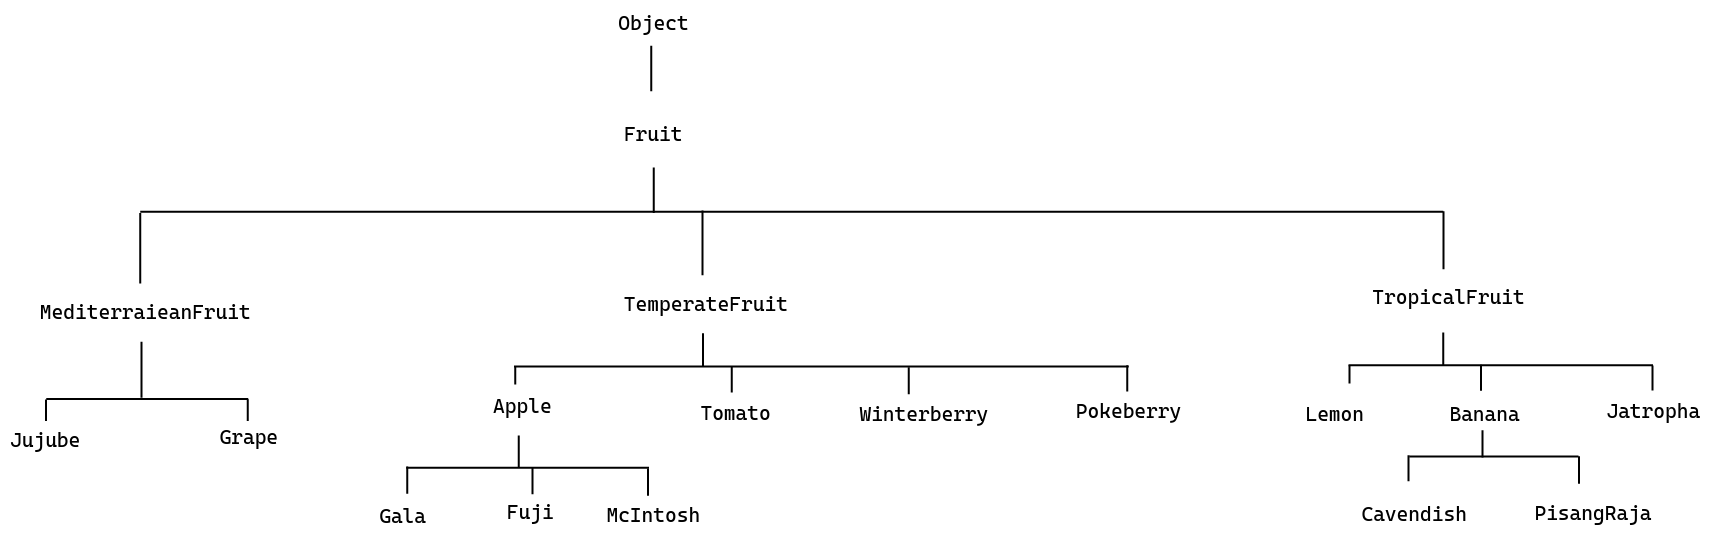 Object
Fruit
MediterraieanFruit
TemperateFruit
TropicalFruit
Jujube
Grape
Apple
Tomato
Winterberry
Pokeberry
Lemon
Banana
Jatropha
Gala
Fuji
McIntosh
Cavendish
PisangRaja